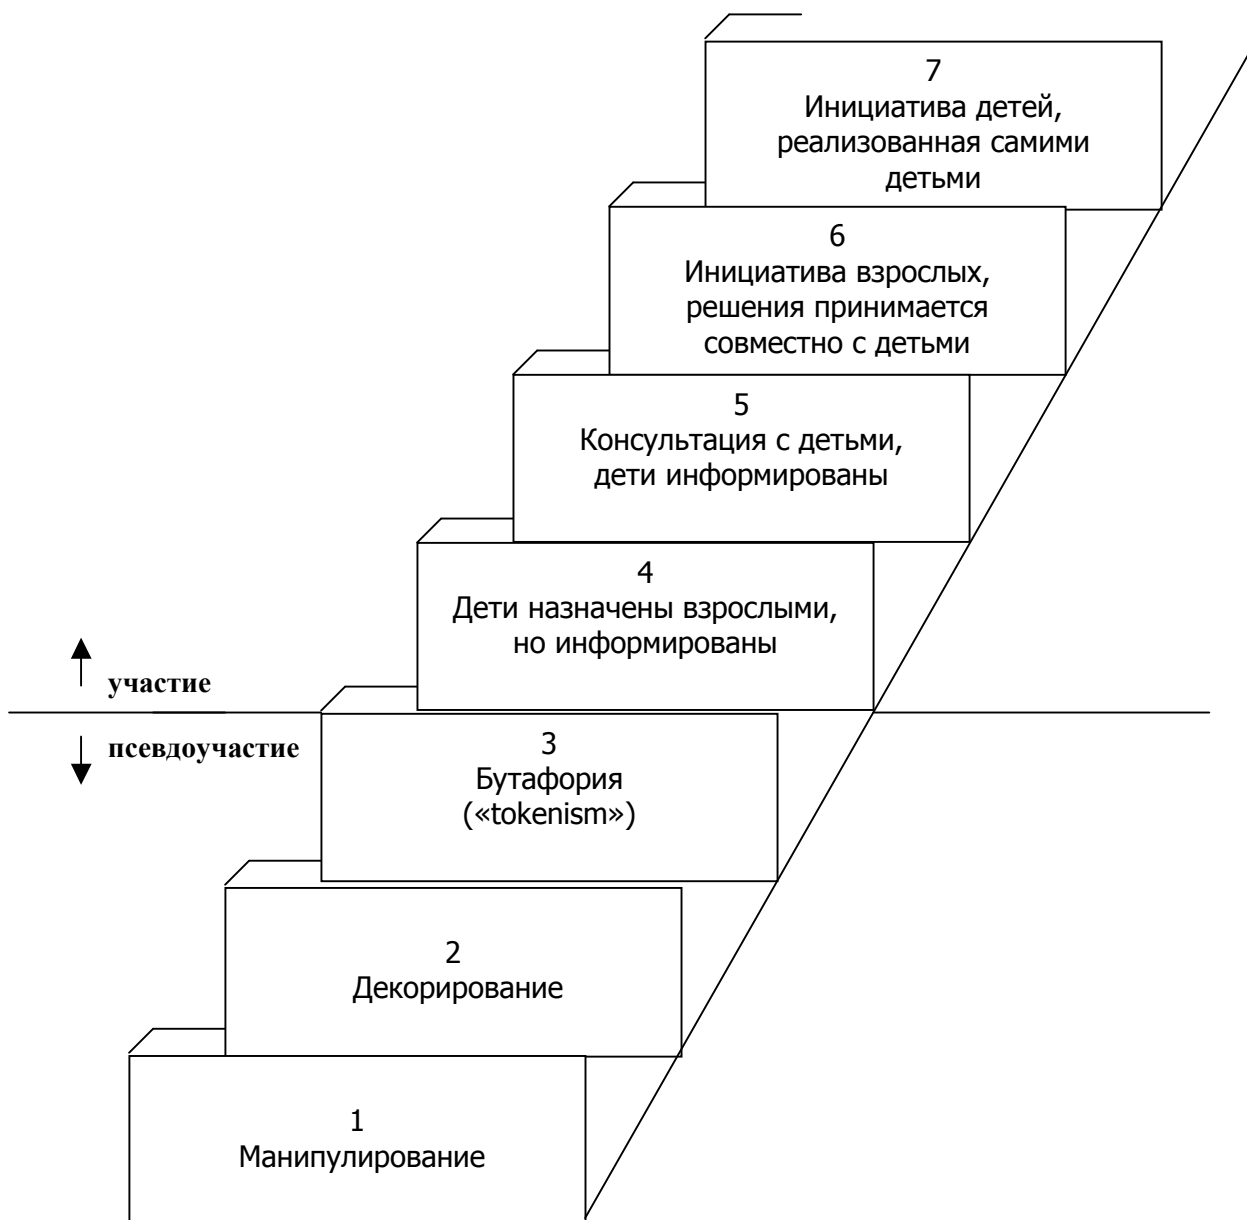 7
Инициатива детей,
реализованная самими
детьми
6
Инициатива взрослых,
решения принимается
совместно с детьми
5
Консультация с детьми,
дети информированы
4
Дети назначены взрослыми,
но информированы
участие
псевдоучастие
3
Бутафория
(«tokenism»)
2
Декорирование
1
Манипулирование